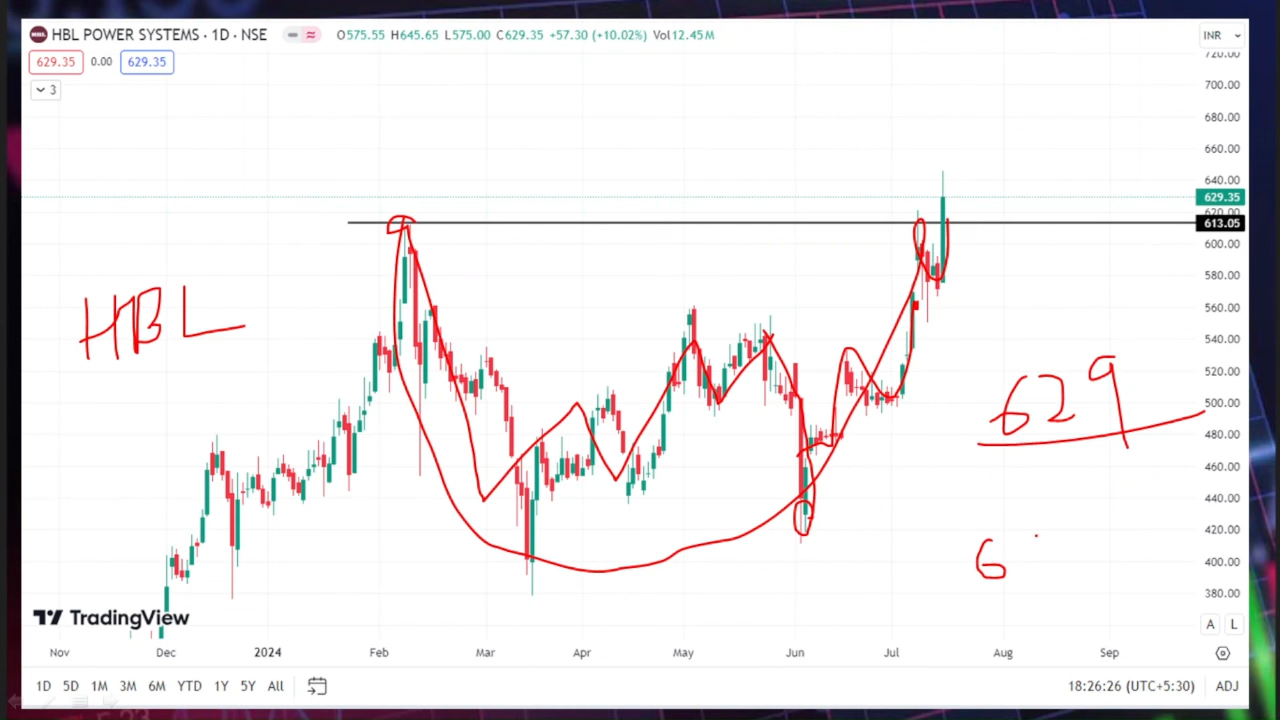 HBL POWER SYSTEMS · 1D · NSE O575.55 H645.65 L575.00 C629.35 +57.30 (+10.02%) Vol12.45M
INR
629.35 0.00 629.35
3
720.00
700.00
680.00
660.00
640.00
629.35
620.00
613.05
600.00
580.00
560.00
540.00
520.00
500.00
480.00
460.00
440.00
420.00
400.00
380.00
HBL
629
6
TradingView
A L
Nov Dec 2024 Feb Mar Apr May Jun Jul Aug Sep
1D 5D 1M 3M 6M YTD 1Y 5Y All 18:26:26 (UTC+5:30) ADJ